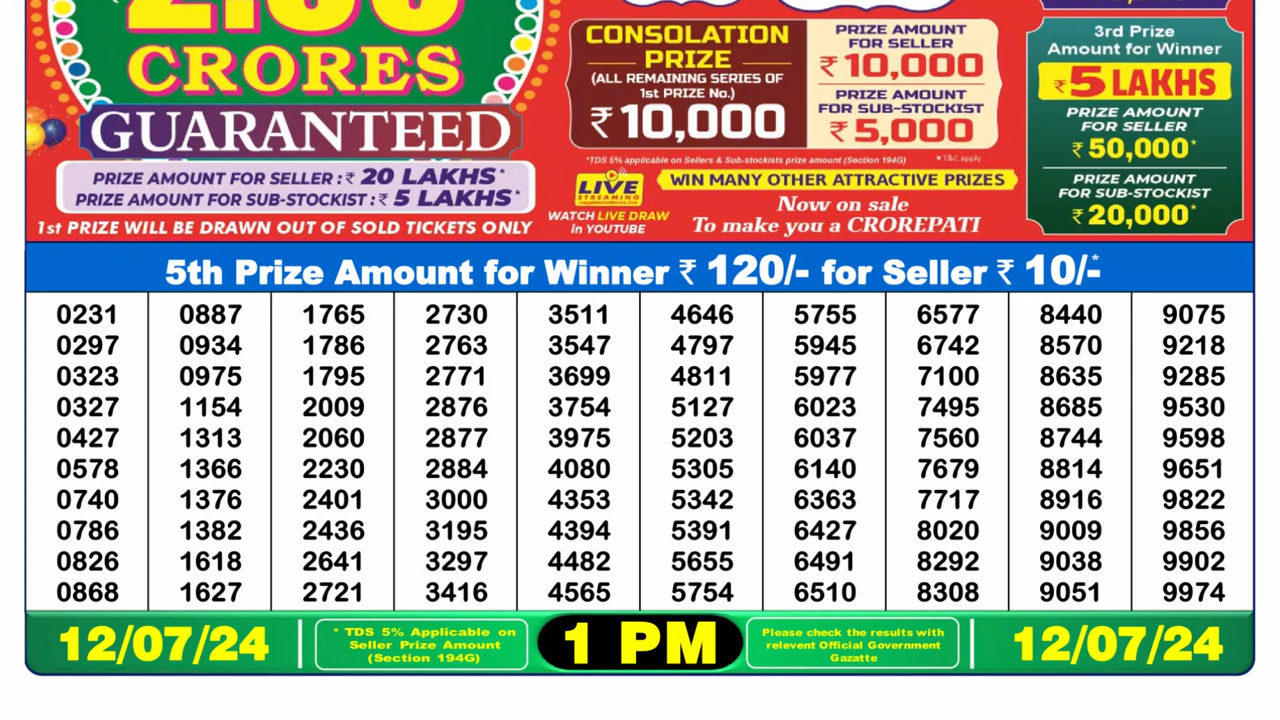 CRORES
GUARANTEED
PRIZE AMOUNT FOR SELLER :₹ 20 LAKHS*
PRIZE AMOUNT FOR SUB-STOCKIST :₹ 5 LAKHS*
1st PRIZE WILL BE DRAWN OUT OF SOLD TICKETS ONLY
CONSOLATION
PRIZE
(ALL REMAINING SERIES OF
1st PRIZE No.)
₹ 10,000
PRIZE AMOUNT
FOR SELLER
₹ 10,000
PRIZE AMOUNT
FOR SUB-STOCKIST
₹ 5,000
*TDS 5% applicable on Sellers & Sub-stockists prize amount (Section 194G)
* T&C apply
LIVE
STREAMING
WATCH LIVE DRAW
in YOUTUBE
WIN MANY OTHER ATTRACTIVE PRIZES
Now on sale
To make you a CROREPATI
3rd Prize
Amount for Winner
₹ 5 LAKHS
PRIZE AMOUNT
FOR SELLER
₹ 50,000*
PRIZE AMOUNT
FOR SUB-STOCKIST
₹ 20,000*
5th Prize Amount for Winner ₹ 120/- for Seller ₹ 10/-*
0231 0887 1765 2730 3511 4646 5755 6577 8440 9075
0297 0934 1786 2763 3547 4797 5945 6742 8570 9218
0323 0975 1795 2771 3699 4811 5977 7100 8635 9285
0327 1154 2009 2876 3754 5127 6023 7495 8685 9530
0427 1313 2060 2877 3975 5203 6037 7560 8744 9598
0578 1366 2230 2884 4080 5305 6140 7679 8814 9651
0740 1376 2401 3000 4353 5342 6363 7717 8916 9822
0786 1382 2436 3195 4394 5391 6427 8020 9009 9856
0826 1618 2641 3297 4482 5655 6491 8292 9038 9902
0868 1627 2721 3416 4565 5754 6510 8308 9051 9974
12/07/24
* TDS 5% Applicable on
Seller Prize Amount
(Section 194G)
1 PM
Please check the results with
relevent Official Government
Gazatte
12/07/24